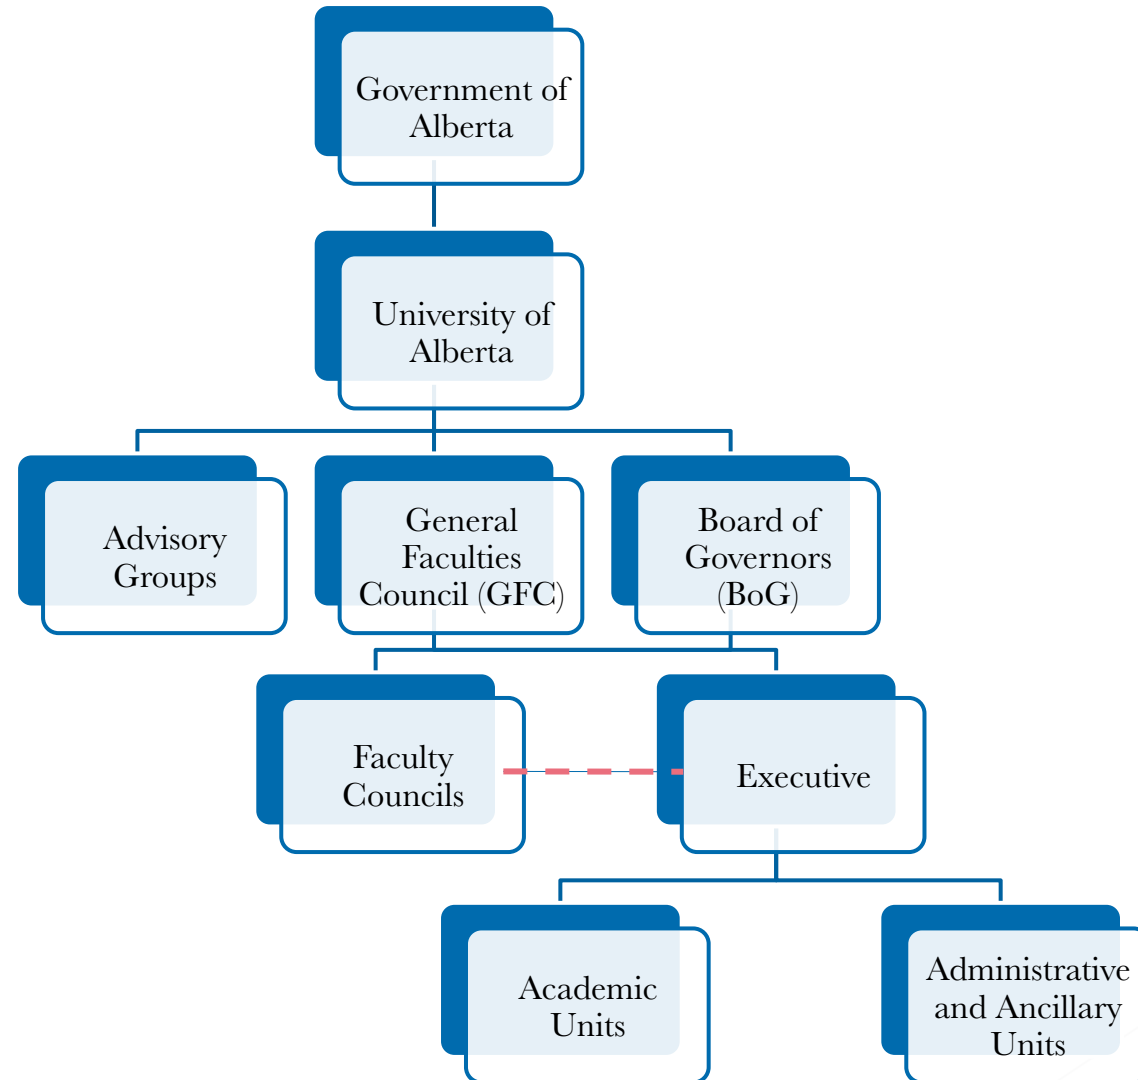 Government of
Alberta
University of
Alberta
Advisory
Groups
General
Faculties
Council (GFC)
Board of
Governors
(BoG)
Faculty
Councils
Executive
Academic
Units
Administrative
and Ancillary
Units